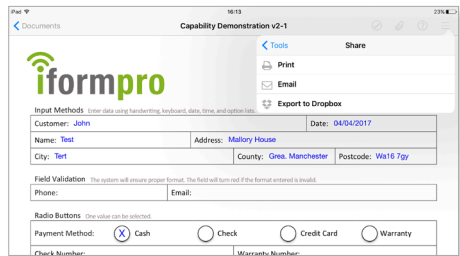 iPad 16:13 23%
Documents Capability Demonstration v2-1
Tools Share
Print
Email
Export to Dropbox
iformpro
Input Methods Enter data using handwriting, keyboard, date, time, and option lists.
Customer: John Date: 04/04/2017
Name: Test Address: Mallory House
City: Tert County: Grea. Manchester Postcode: Wa16 7gy
Field Validation The system will ensure proper format. The field will turn red if the format entered is invalid.
Phone: Email:
Radio Buttons One value can be selected.
Payment Method: X Cash Check Credit Card Warranty
Check Number: Warranty Number: